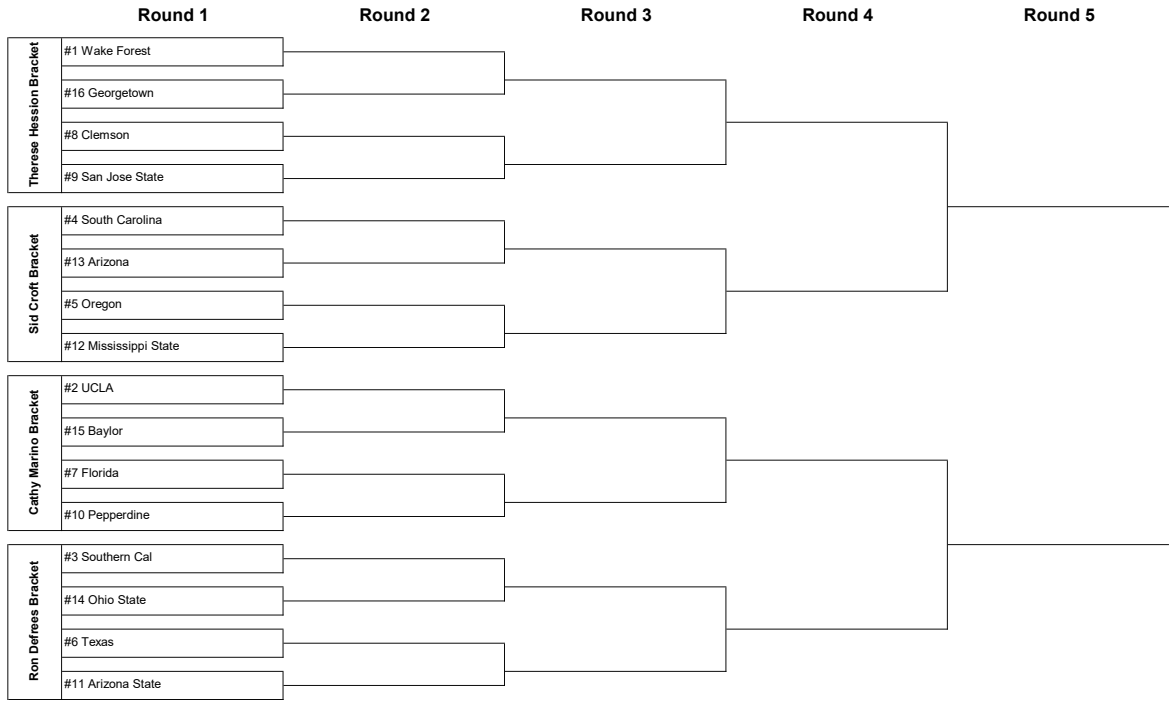 Round 1
Round 2
Round 3
Round 4
Round 5
Therese Hession Bracket
#1 Wake Forest
#16 Georgetown
#8 Clemson
#9 San Jose State
Sid Croft Bracket
#4 South Carolina
#13 Arizona
#5 Oregon
#12 Mississippi State
Cathy Marino Bracket
#2 UCLA
#15 Baylor
#7 Florida
#10 Pepperdine
Ron Defrees Bracket
#3 Southern Cal
#14 Ohio State
#6 Texas
#11 Arizona State